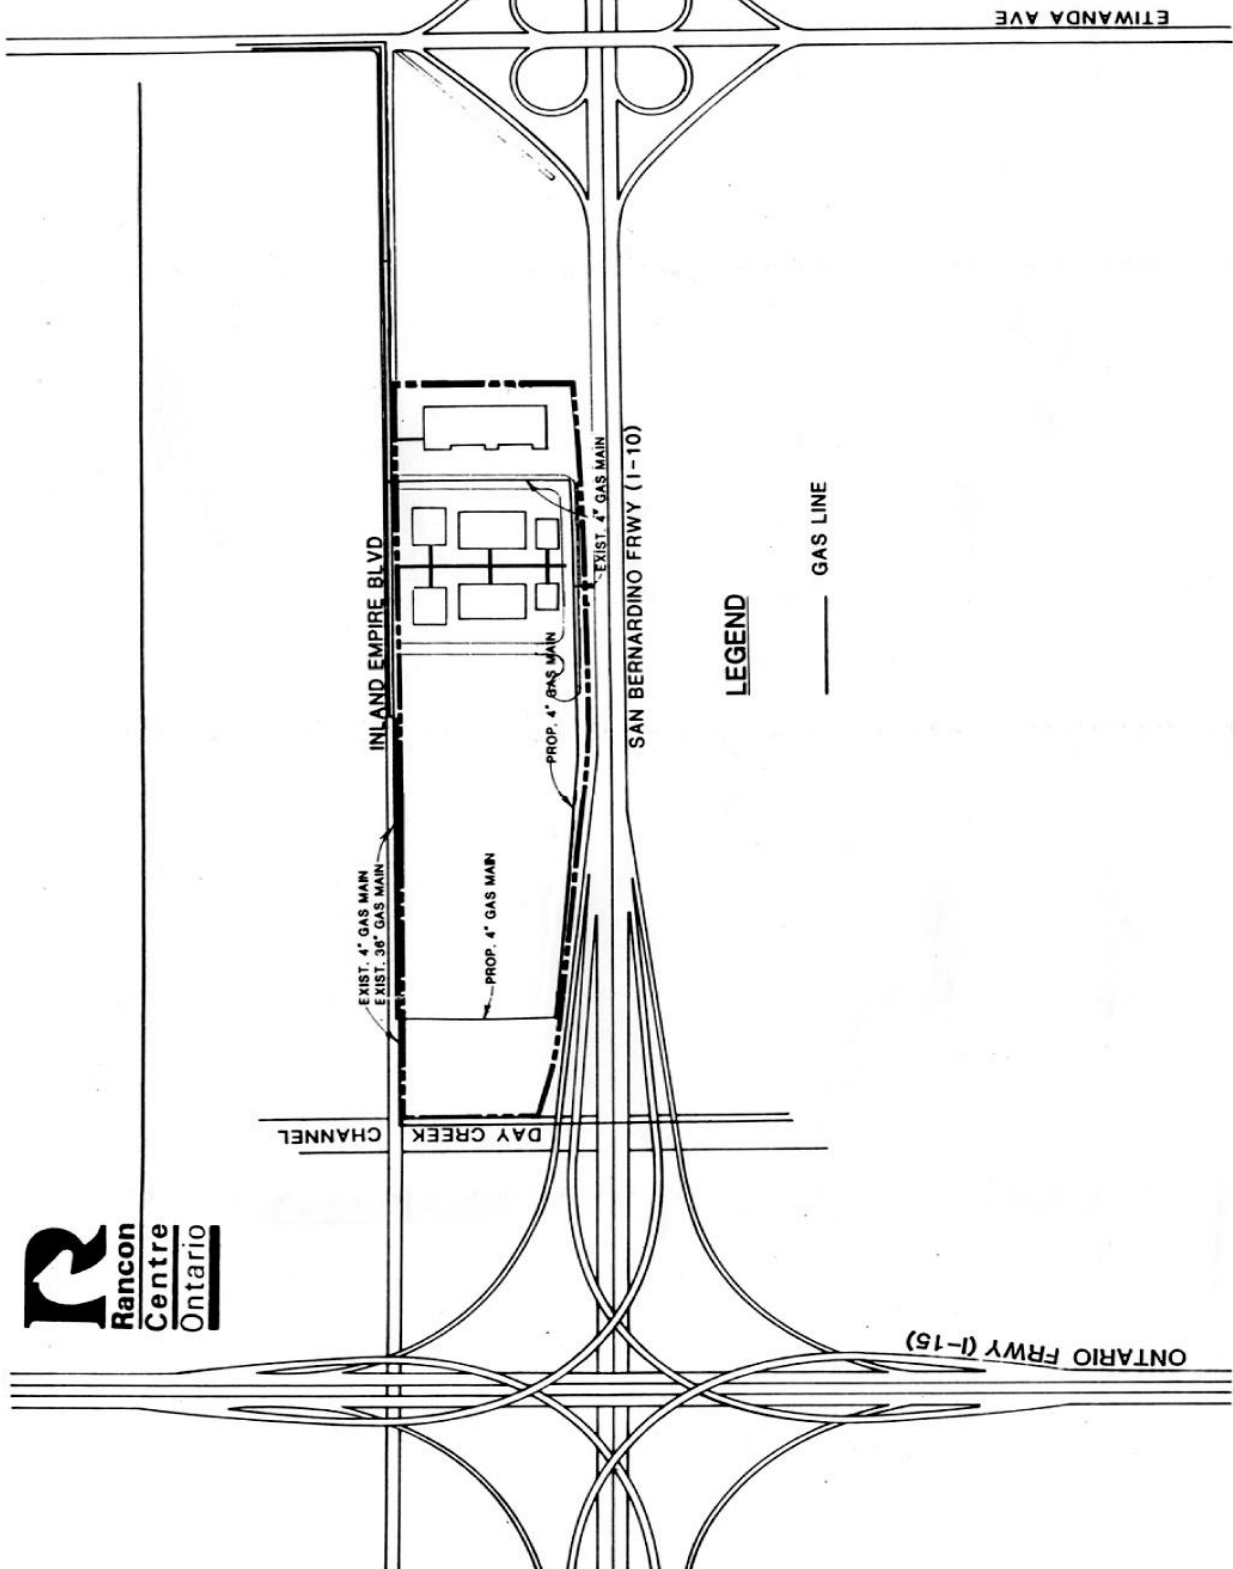 Rancon
Centre
Ontario
ETIWANDA AVE
INLAND EMPIRE BLVD
EXIST. 4" GAS MAIN
EXIST. 36" GAS MAIN
PROP. 4" GAS MAIN
PROP. 4" GAS MAIN
EXIST. 4" GAS MAIN
SAN BERNARDINO FRWY (I-10)
DAY CREEK CHANNEL
ONTARIO FRWY (I-15)
LEGEND
GAS LINE